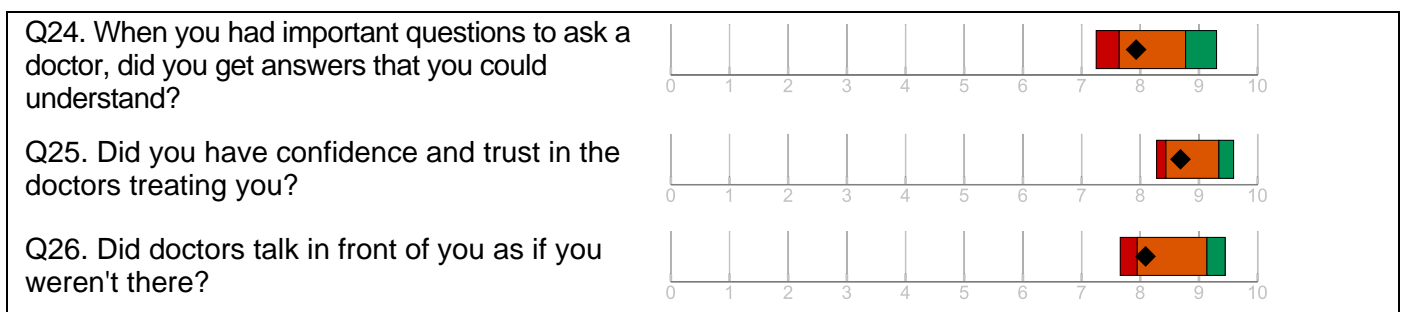 Q24. When you had important questions to ask a
doctor, did you get answers that you could
understand?
0 1 2 3 4 5 6 7 8 9 10
Q25. Did you have confidence and trust in the
doctors treating you?
0 1 2 3 4 5 6 7 8 9 10
Q26. Did doctors talk in front of you as if you
weren't there?
0 1 2 3 4 5 6 7 8 9 10